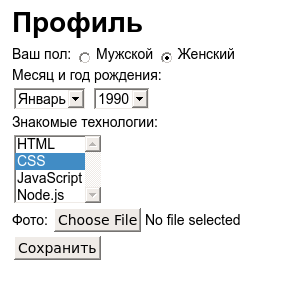 Профиль
Ваш пол: Мужской Женский
Месяц и год рождения:
Январь 1990
Знакомые технологии:
HTML
CSS
JavaScript
Node.js
Фото: Choose File No file selected
Сохранить